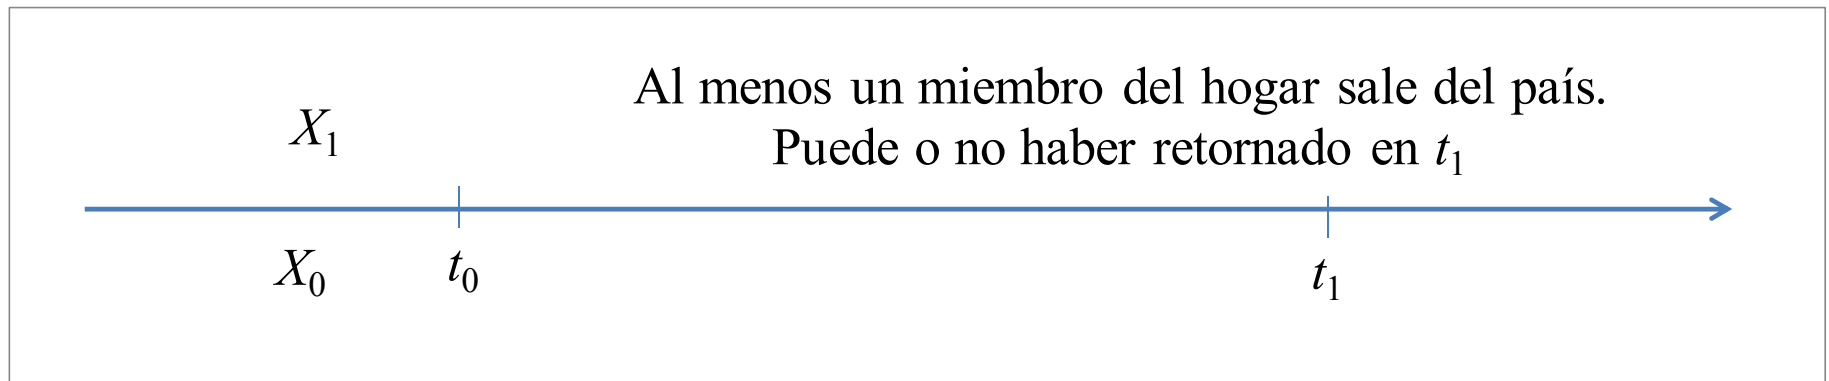 Al menos un miembro del hogar sale del país.
X₁
Puede o no haber retornado en t₁
X₀
t₀
t₁